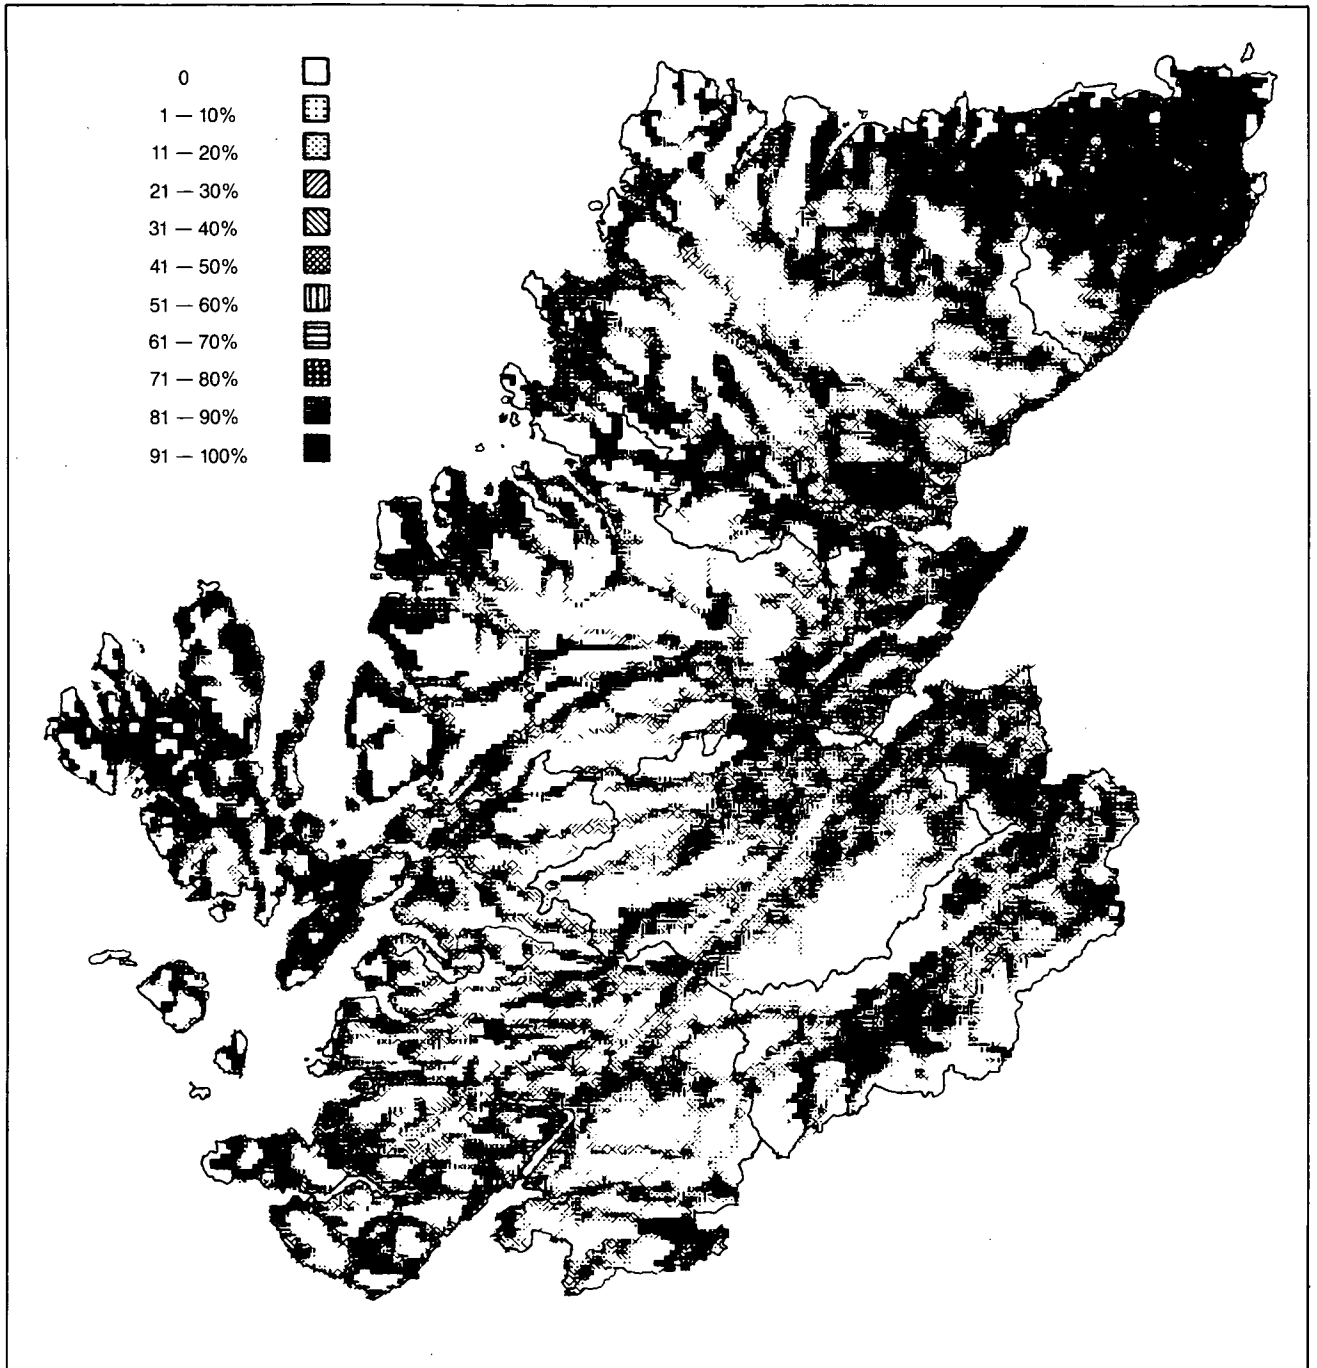 0
1 — 10%
11 — 20%
21 — 30%
31 — 40%
41 — 50%
51 — 60%
61 — 70%
71 — 80%
81 — 90%
91 — 100%